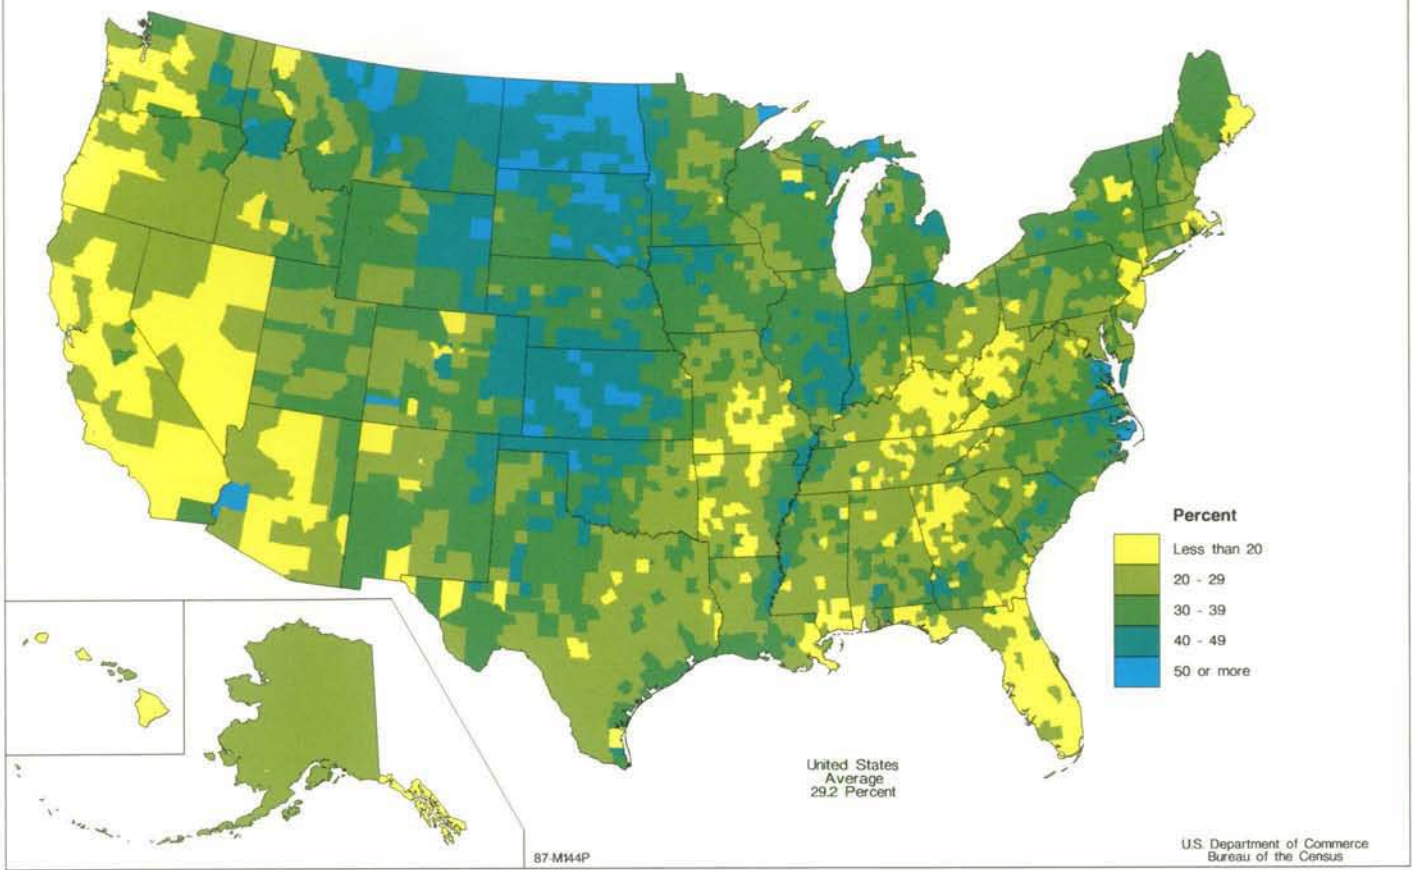 Percent
Less than 20
20 - 29
30 - 39
40 - 49
50 or more
United States
Average
29.2 Percent
87-M144P
U.S. Department of Commerce
Bureau of the Census